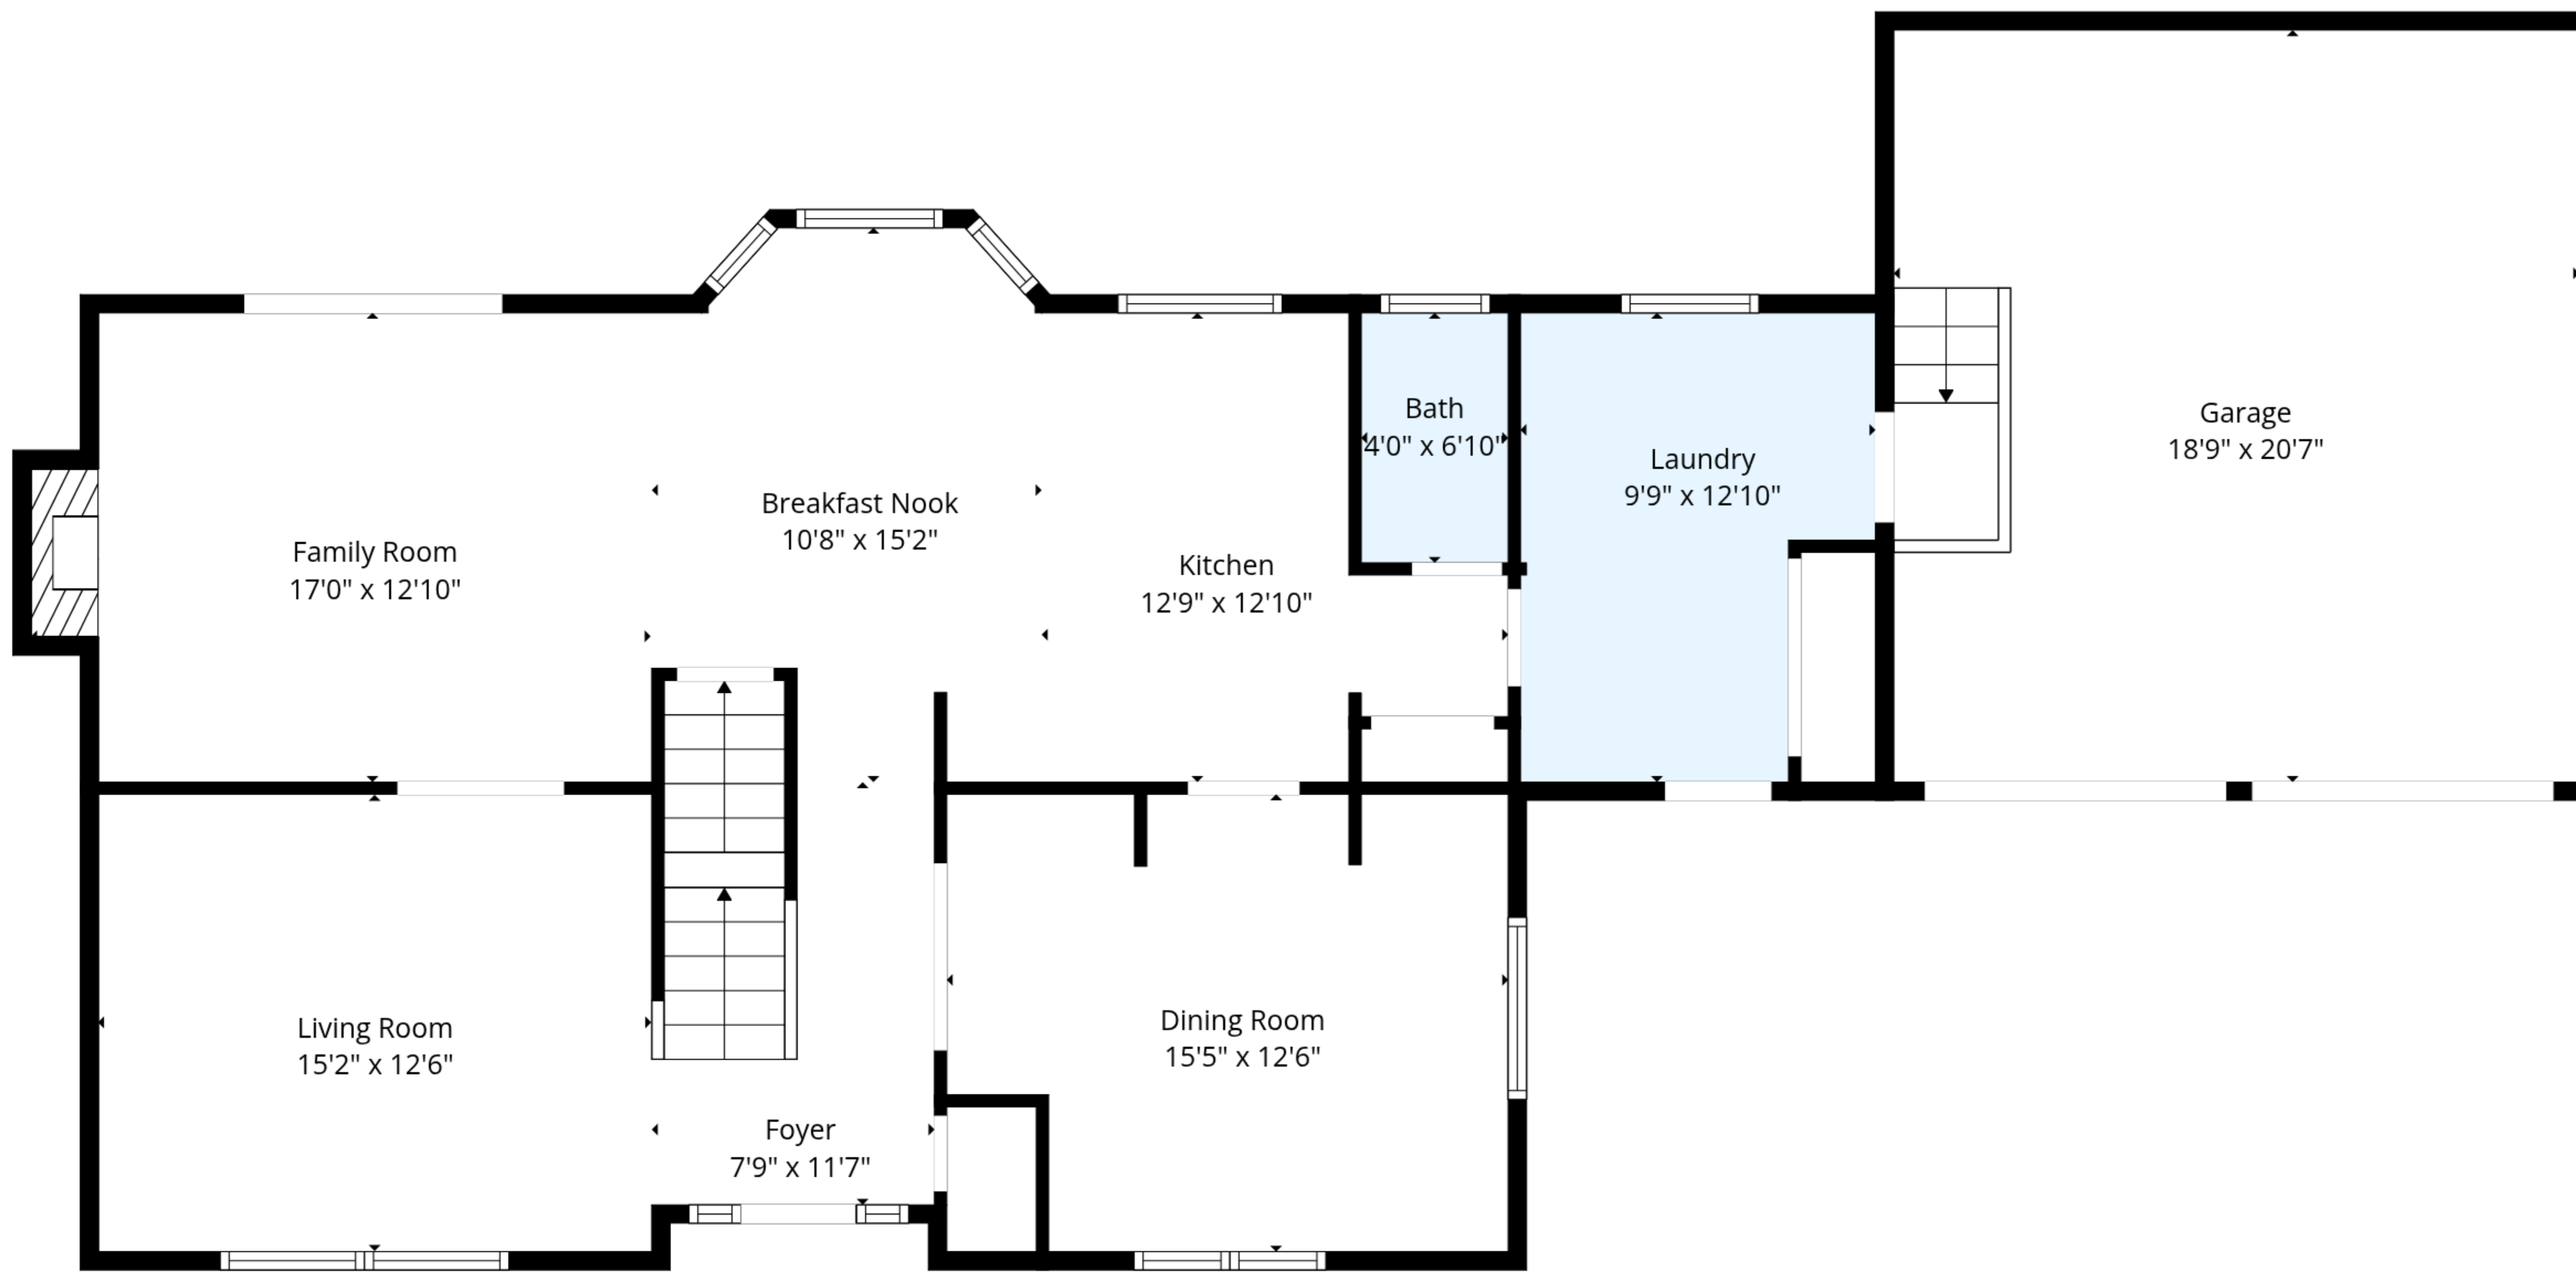 Bath
4'0" x 6'10"
Garage
18'9" x 20'7"
Laundry
9'9" x 12'10"
Breakfast Nook
10'8" x 15'2"
Family Room
17'0" x 12'10"
Kitchen
12'9" x 12'10"
Living Room
15'2" x 12'6"
Dining Room
15'5" x 12'6"
Foyer
7'9" x 11'7"